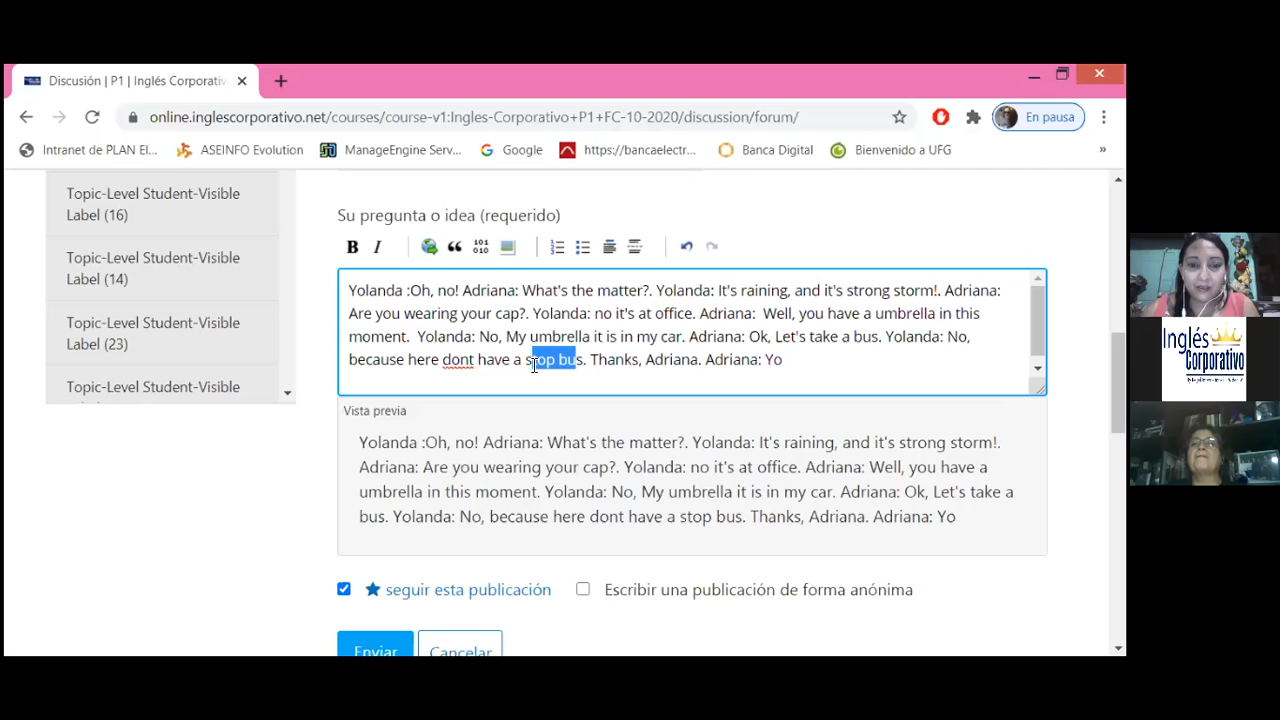 Discusión | P1 | Inglés Corporativ
online.inglescorporativo.net/courses/course-v1:Ingles-Corporativo+P1+FC-10-2020/discussion/forum/
En pausa
Intranet de PLAN El...
ASEINFO Evolution
ManageEngine Serv...
Google
https://bancaelectr...
Banca Digital
Bienvenido a UFG
»
Topic-Level Student-Visible
Label (16)
Topic-Level Student-Visible
Label (14)
Topic-Level Student-Visible
Label (23)
Topic-Level Student-Visible
Su pregunta o idea (requerido)
B I
Yolanda :Oh, no! Adriana: What's the matter?. Yolanda: It's raining, and it's strong storm!. Adriana:
Are you wearing your cap?. Yolanda: no it's at office. Adriana:  Well, you have a umbrella in this
moment.  Yolanda: No, My umbrella it is in my car. Adriana: Ok, Let's take a bus. Yolanda: No,
because here dont have a stop bus. Thanks, Adriana. Adriana: Yo
Vista previa
Yolanda :Oh, no! Adriana: What's the matter?. Yolanda: It's raining, and it's strong storm!.
Adriana: Are you wearing your cap?. Yolanda: no it's at office. Adriana: Well, you have a
umbrella in this moment. Yolanda: No, My umbrella it is in my car. Adriana: Ok, Let's take a
bus. Yolanda: No, because here dont have a stop bus. Thanks, Adriana. Adriana: Yo
seguir esta publicación
Escribir una publicación de forma anónima
Enviar
Cancelar
Inglés
Corporativo